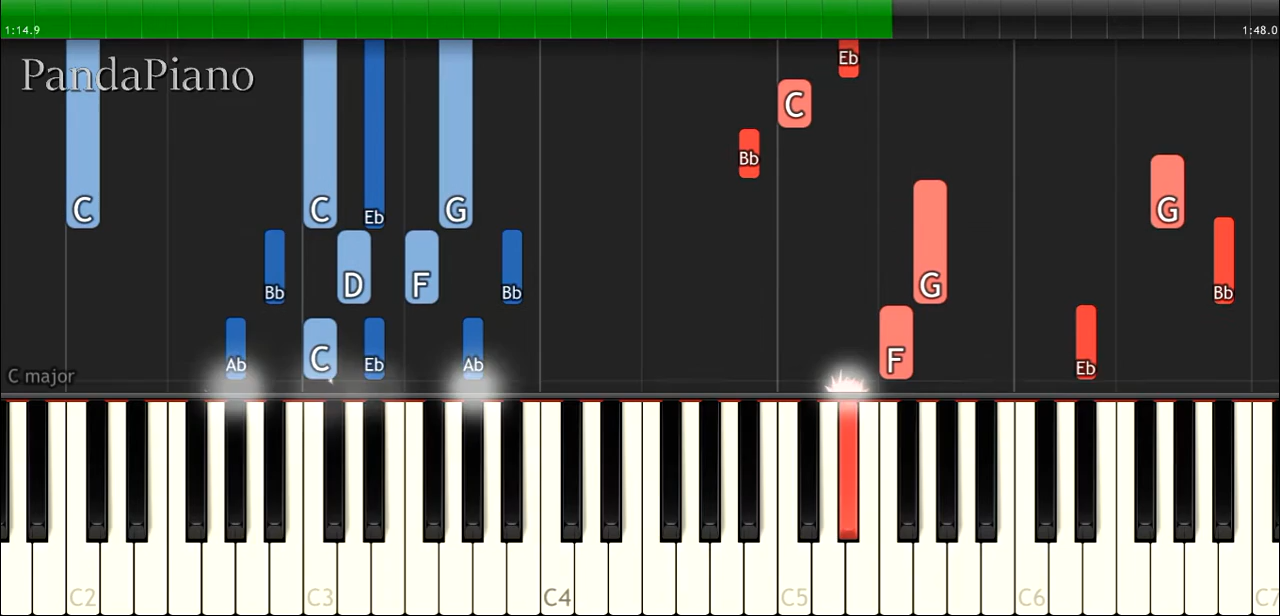 1:14.9 1:48.0
PandaPiano
Eb
C
Bb
C C Eb G G
D F G
Bb Bb Bb
Ab C Eb Ab F Eb
C major
C2 C3 C4 C5 C6 C7